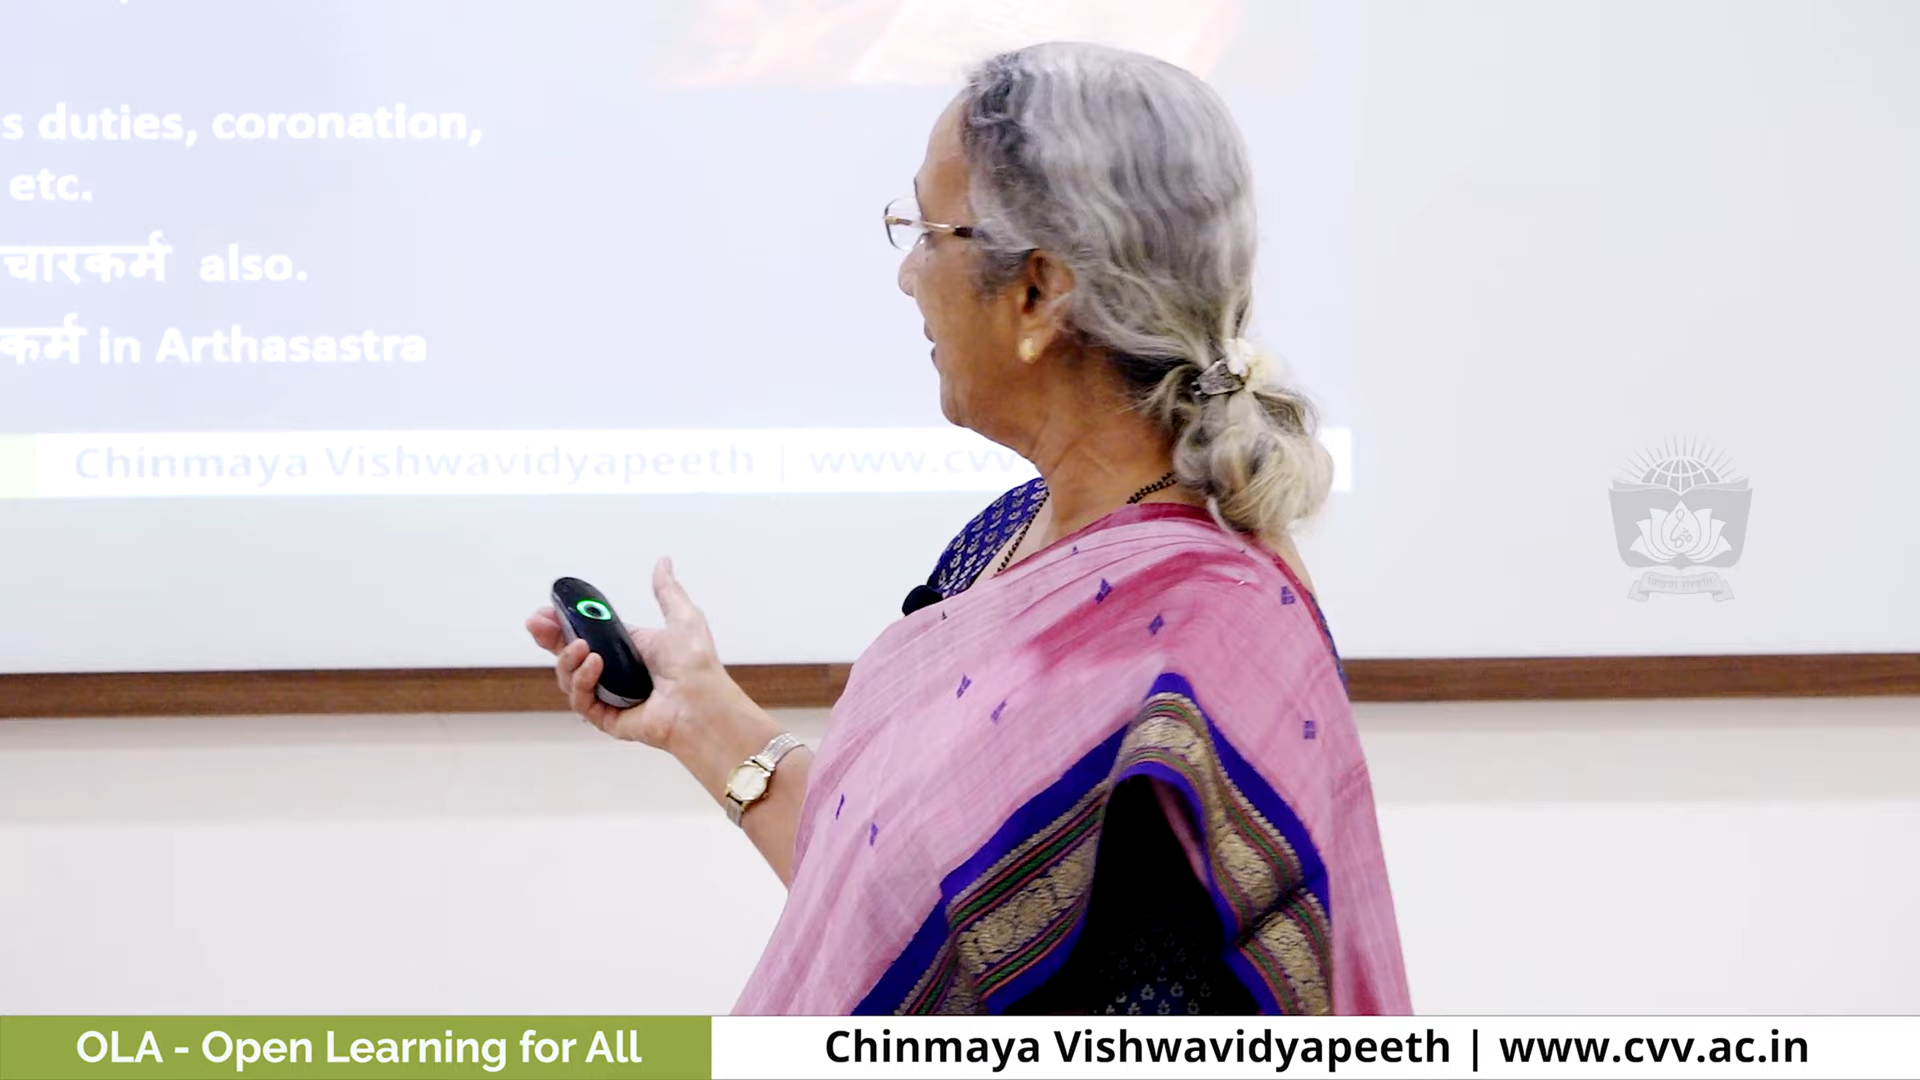 s duties, coronation,
etc.
चारकर्म also.
कर्म in Arthasastra
Chinmaya Vishwavidyapeeth | www.cvv.
OLA - Open Learning for All
Chinmaya Vishwavidyapeeth | www.cvv.ac.in